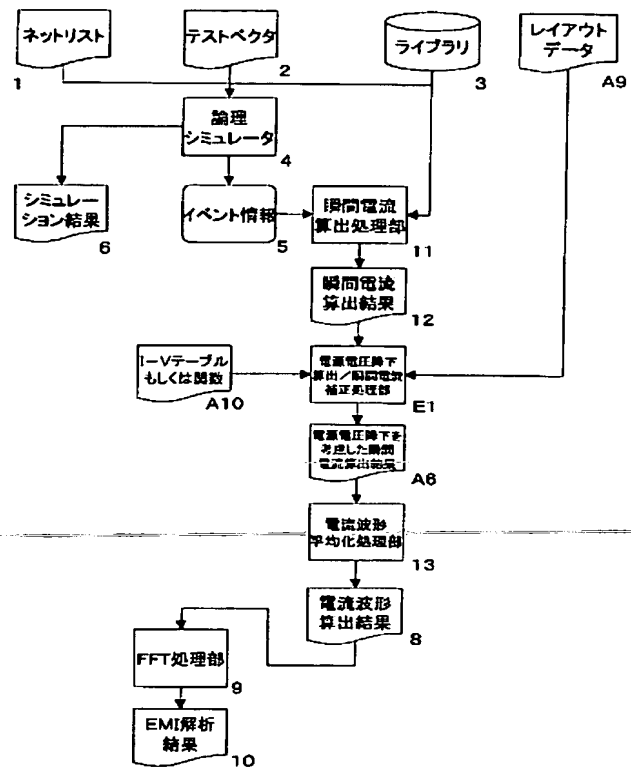 ネットリスト
1
テストベクタ
2
ライブラリ
3
レイアウト
データ
A9
論理
シミュレータ
4
シミュレー
ション結果
6
イベント情報
5
瞬間電流
算出処理部
11
瞬間電流
算出結果
12
I－Vテーブル
もしくは関数
A10
電源電圧降下
算出／瞬間電流
補正処理部
E1
電源電圧降下を
考慮した瞬間
電流算出結果
A6
電流波形
平均化処理部
13
電流波形
算出結果
8
FFT処理部
9
EMI解析
結果
10